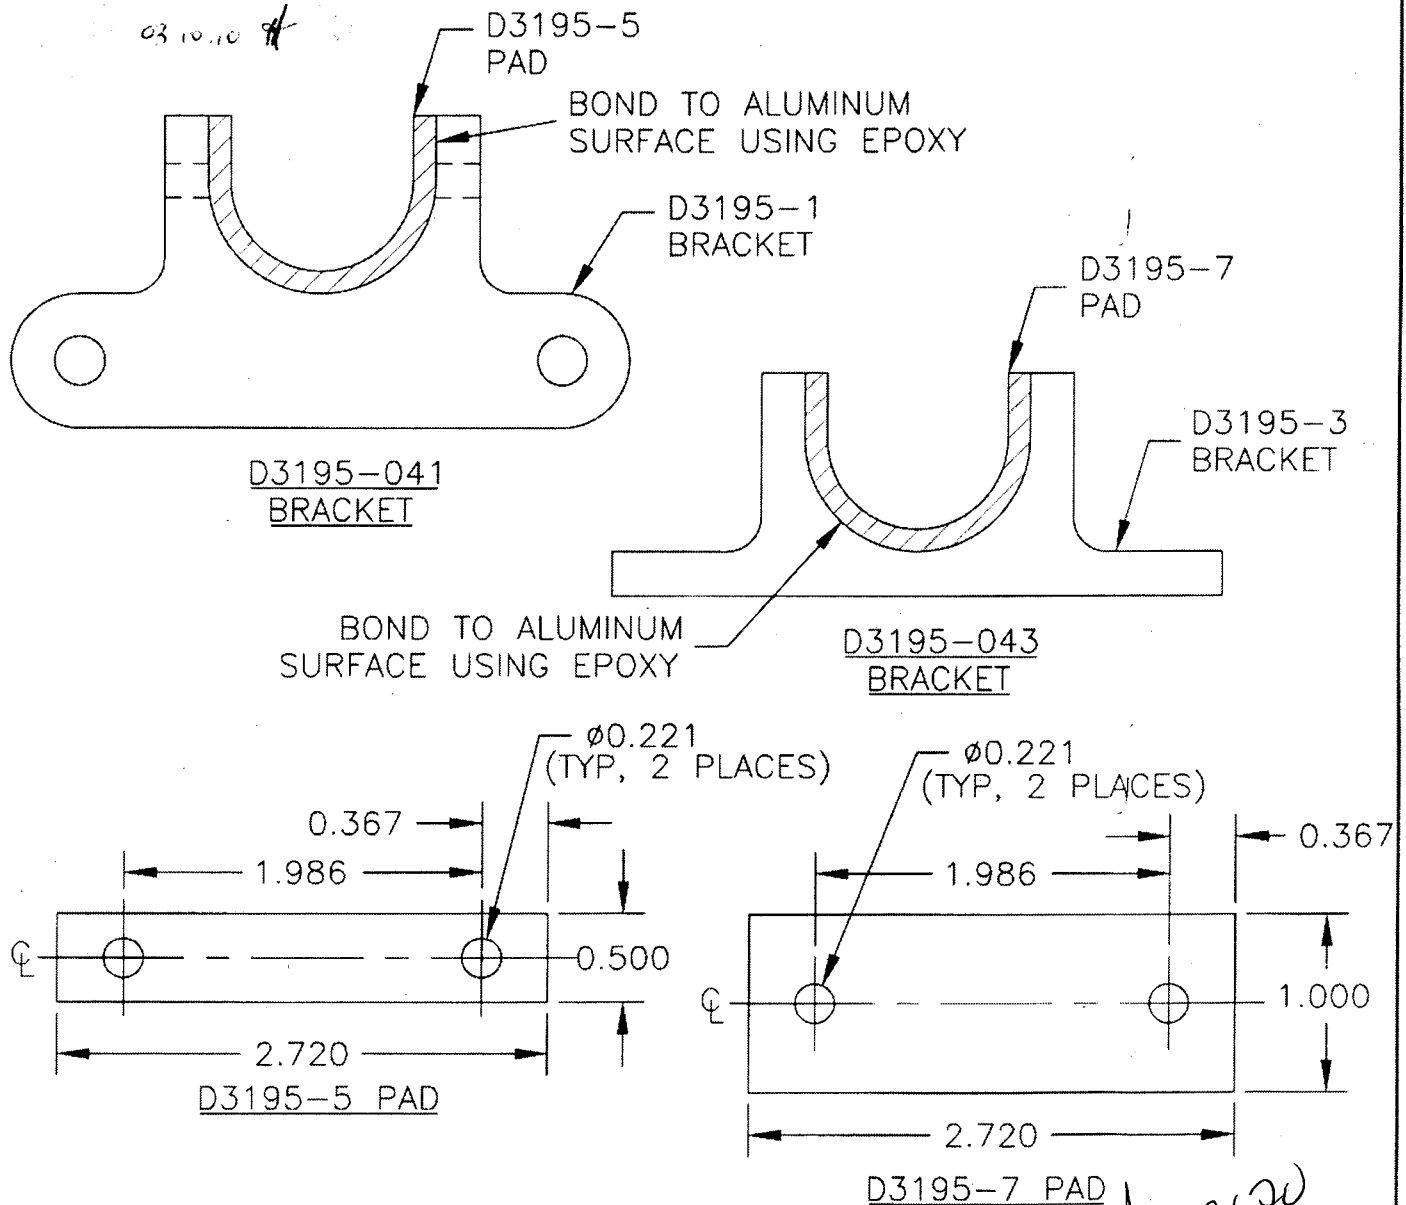 03.10.10
D3195-5
PAD
BOND TO ALUMINUM
SURFACE USING EPOXY
D3195-1
BRACKET
D3195-7
PAD
D3195-3
BRACKET
D3195-041
BRACKET
BOND TO ALUMINUM
SURFACE USING EPOXY
D3195-043
BRACKET
ø0.221
(TYP, 2 PLACES)
0.367
1.986
℄
0.500
2.720
D3195-5 PAD
ø0.221
(TYP, 2 PLACES)
0.367
1.986
℄
1.000
2.720
D3195-7 PAD